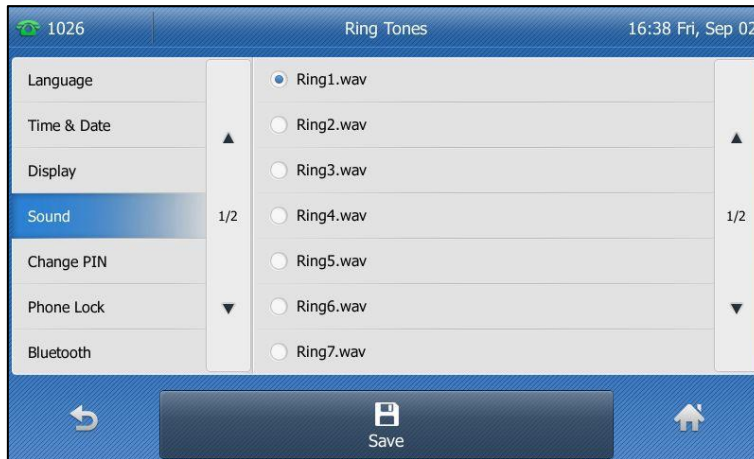 1026 Ring Tones 16:38 Fri, Sep 02
Language
Time & Date
Display
Sound
Change PIN
Phone Lock
Bluetooth
1/2
Ring1.wav
Ring2.wav
Ring3.wav
Ring4.wav
Ring5.wav
Ring6.wav
Ring7.wav
1/2
Save